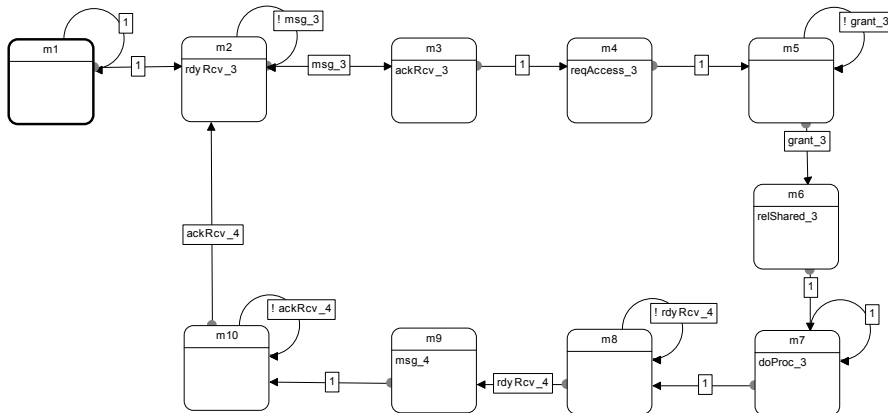 1
! msg_3
! grant_3
m1
m2
m3
m4
m5
1
rdyRcv_3
msg_3
ackRcv_3
1
reqAccess_3
1
grant_3
m6
relShared_3
ackRcv_4
1
! ackRcv_4
! rdyRcv_4
1
m10
m9
m8
m7
msg_4
doProc_3
1
rdyRcv_4
1